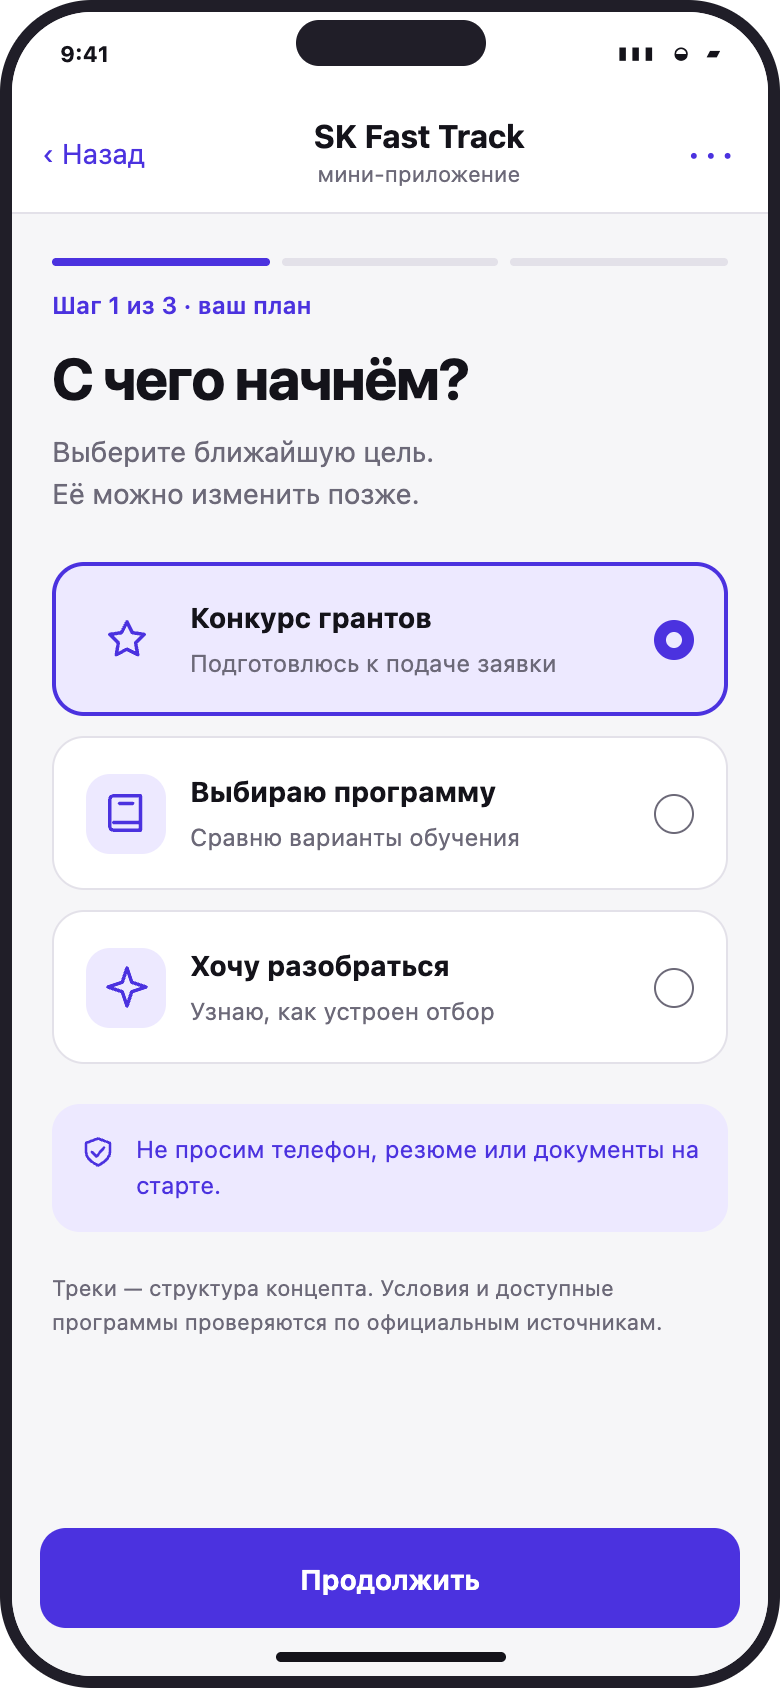 9:41
‹ Назад
SK Fast Track
мини-приложение
Шаг 1 из 3 · ваш план
С чего начнём?
Выберите ближайшую цель.
Её можно изменить позже.
Конкурс грантов
Подготовлюсь к подаче заявки
Выбираю программу
Сравню варианты обучения
Хочу разобраться
Узнаю, как устроен отбор
Не просим телефон, резюме или документы на
старте.
Треки — структура концепта. Условия и доступные
программы проверяются по официальным источникам.
Продолжить